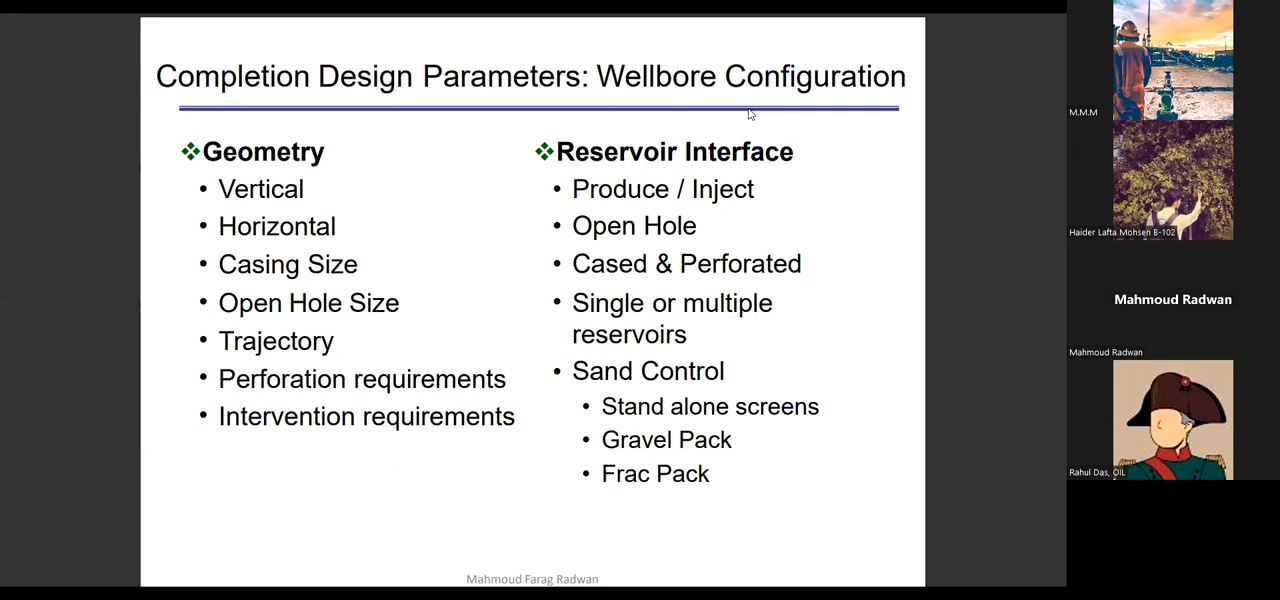 Completion Design Parameters: Wellbore Configuration
❖Geometry
• Vertical
• Horizontal
• Casing Size
• Open Hole Size
• Trajectory
• Perforation requirements
• Intervention requirements
❖Reservoir Interface
• Produce / Inject
• Open Hole
• Cased & Perforated
• Single or multiple
reservoirs
• Sand Control
• Stand alone screens
• Gravel Pack
• Frac Pack
Mahmoud Farag Radwan
M.M.M
Haider Lafta Mohsen B-102
Mahmoud Radwan
Mahmoud Radwan
Rahul Das, OIL